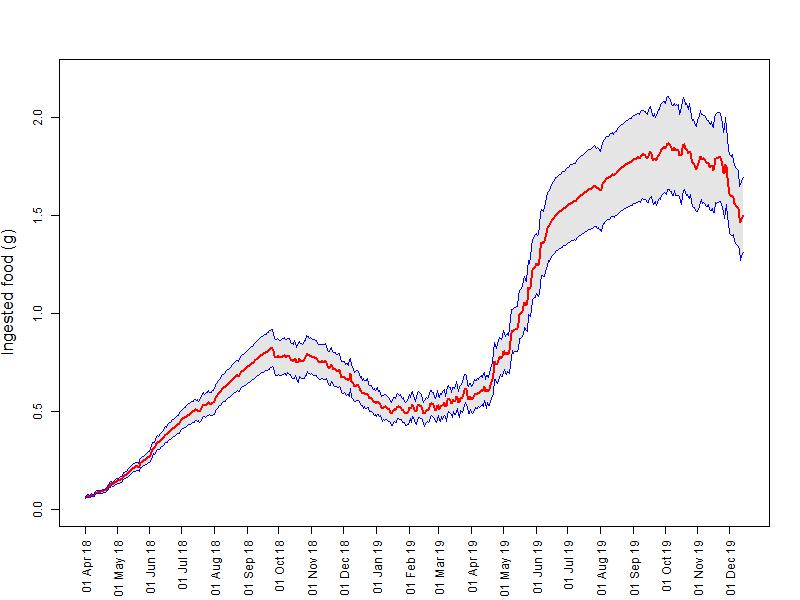 Ingested food (g)
2.0
1.5
1.0
0.5
0.0
01 Apr 18
01 May 18
01 Jun 18
01 Jul 18
01 Aug 18
01 Sep 18
01 Oct 18
01 Nov 18
01 Dec 18
01 Jan 19
01 Feb 19
01 Mar 19
01 Apr 19
01 May 19
01 Jun 19
01 Jul 19
01 Aug 19
01 Sep 19
01 Oct 19
01 Nov 19
01 Dec 19